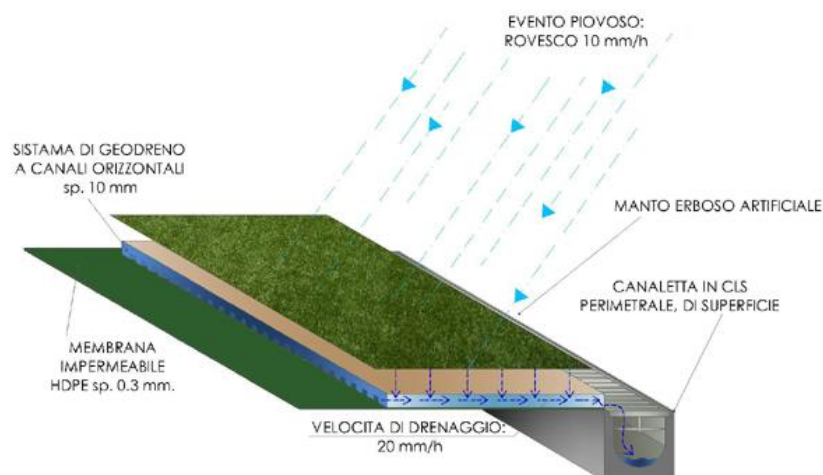 EVENTO PIOVOSO:
ROVESCO 10 mm/h
SISTAMA DI GEODRENO
A CANALI ORIZZONTALI
sp. 10 mm
MANTO ERBOSO ARTIFICIALE
CANALETTA IN CLS
PERIMETRALE, DI SUPERFICIE
MEMBRANA
IMPERMEABILE
HDPE sp. 0.3 mm.
VELOCITA DI DRENAGGIO:
20 mm/h